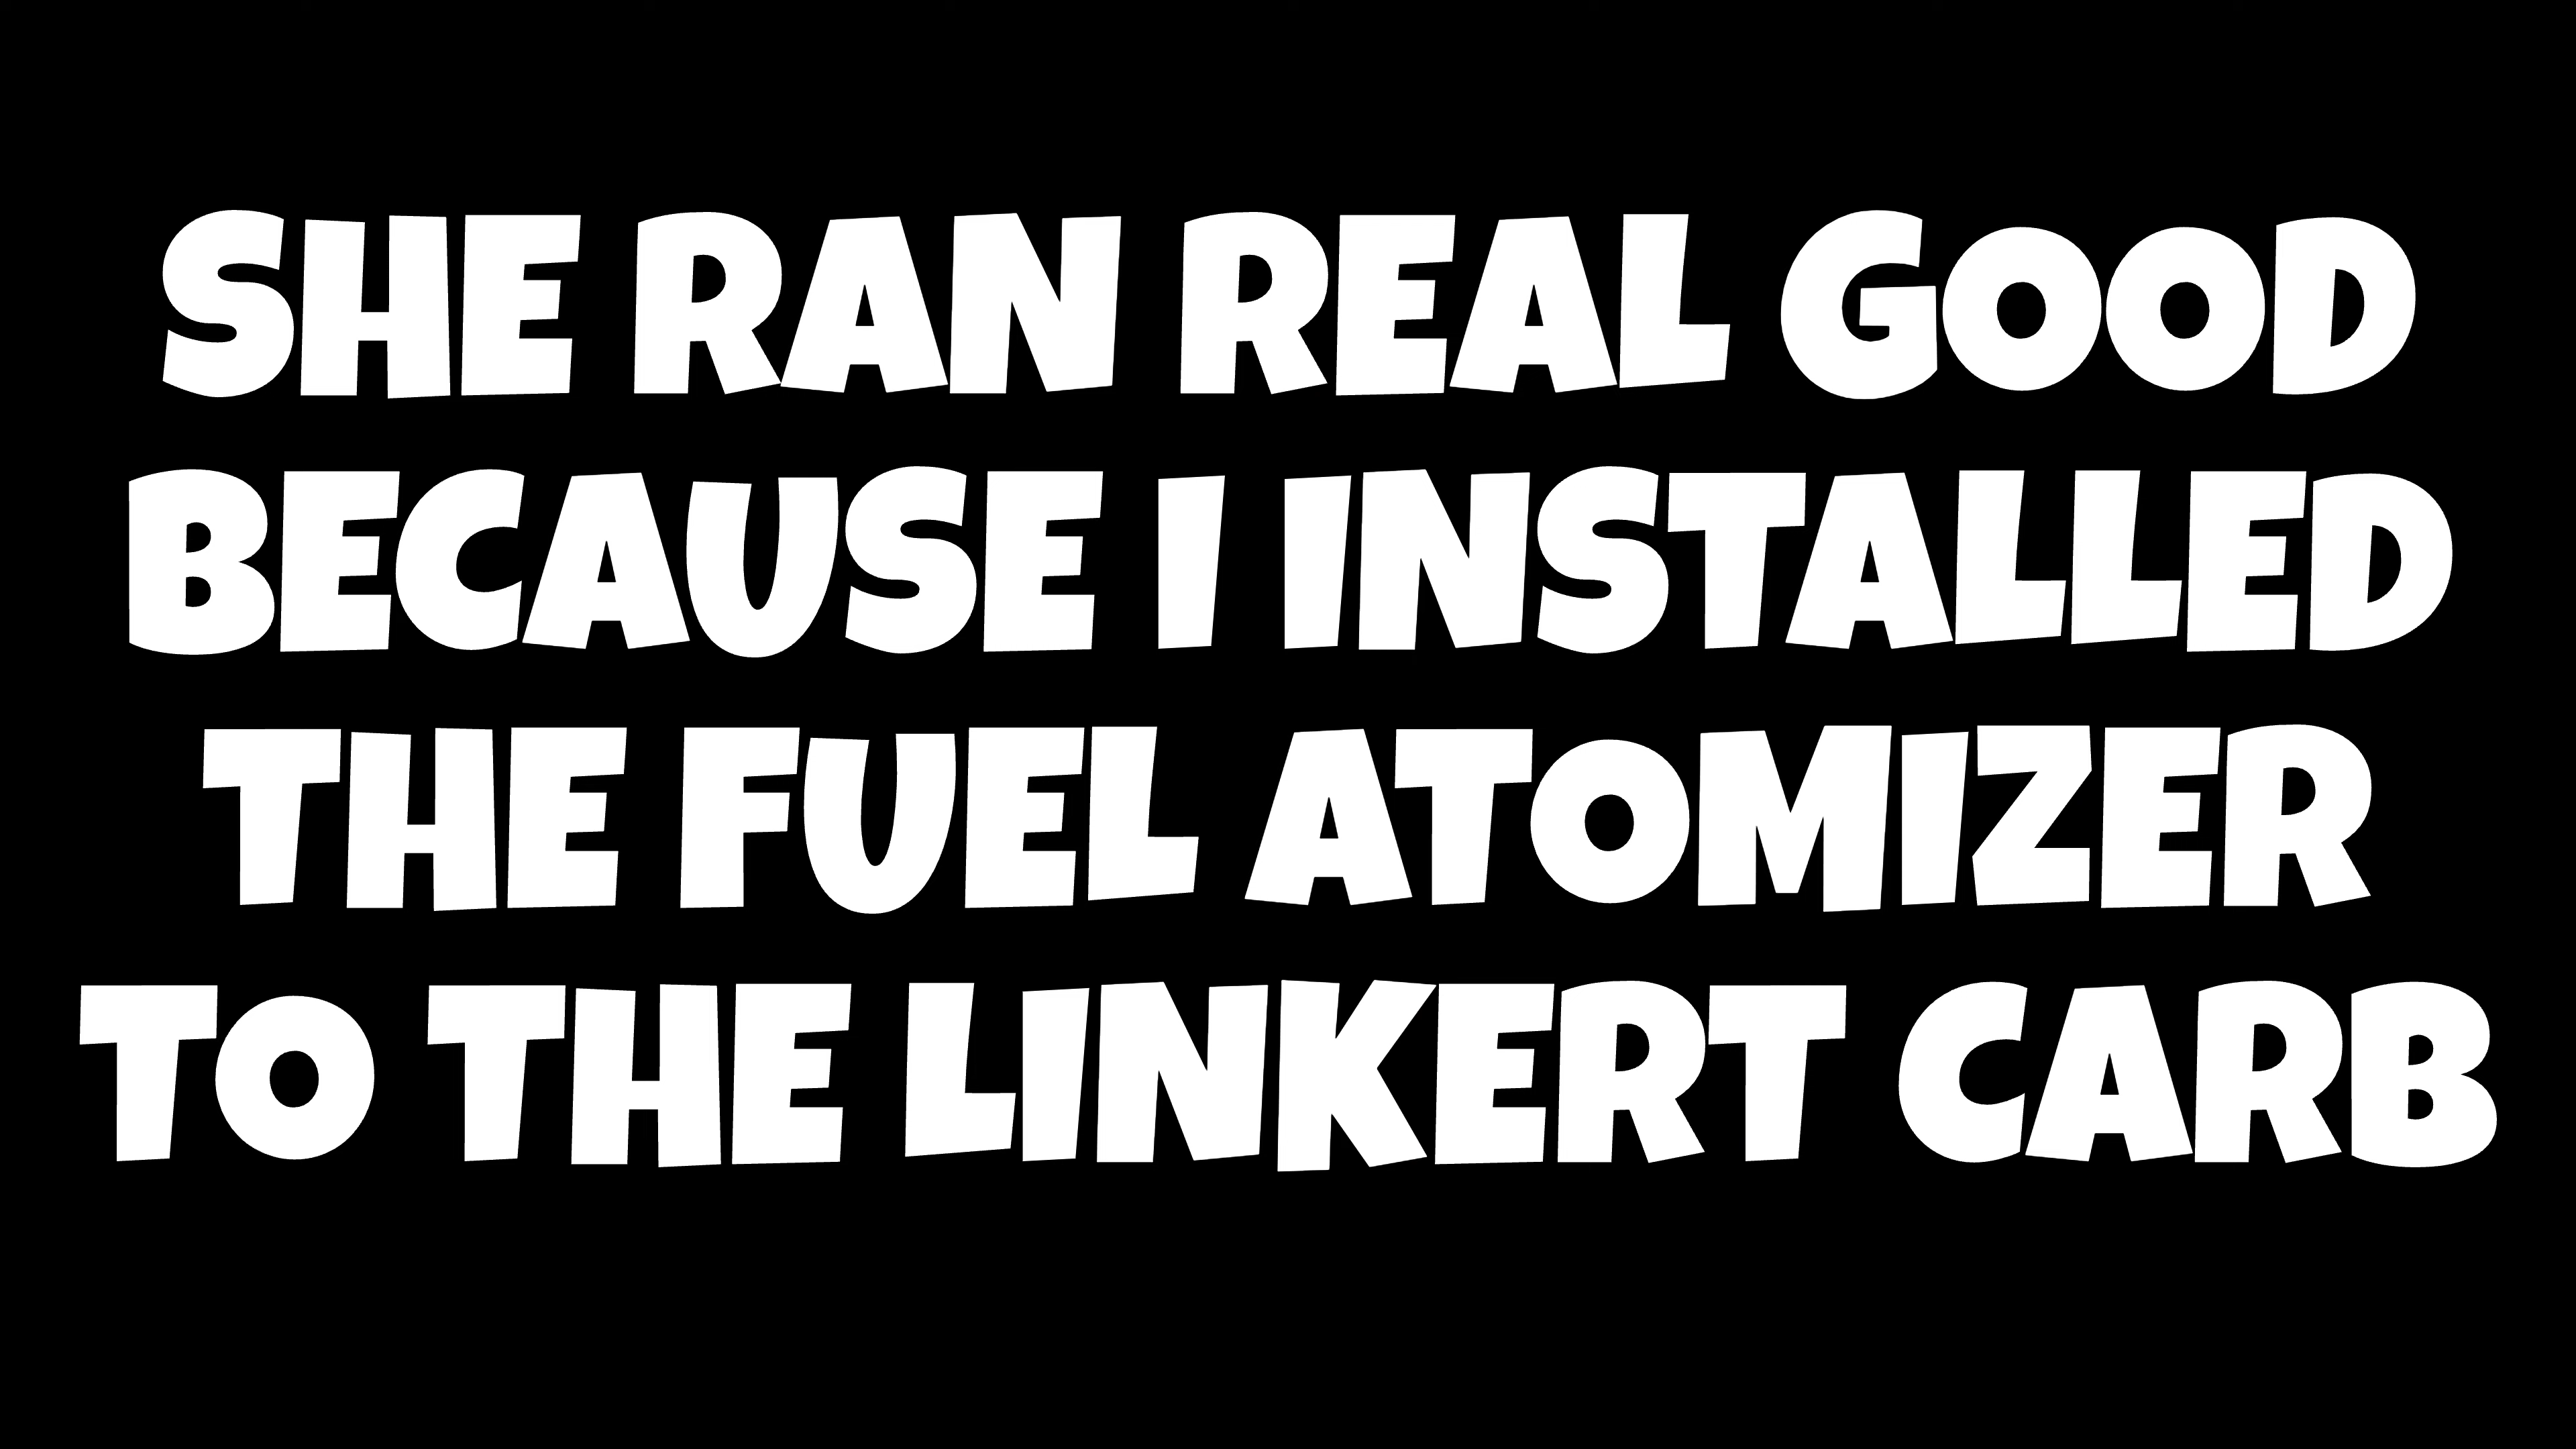 SHE RAN REAL GOOD
BECAUSE I INSTALLED
THE FUEL ATOMIZER
TO THE LINKERT CARB